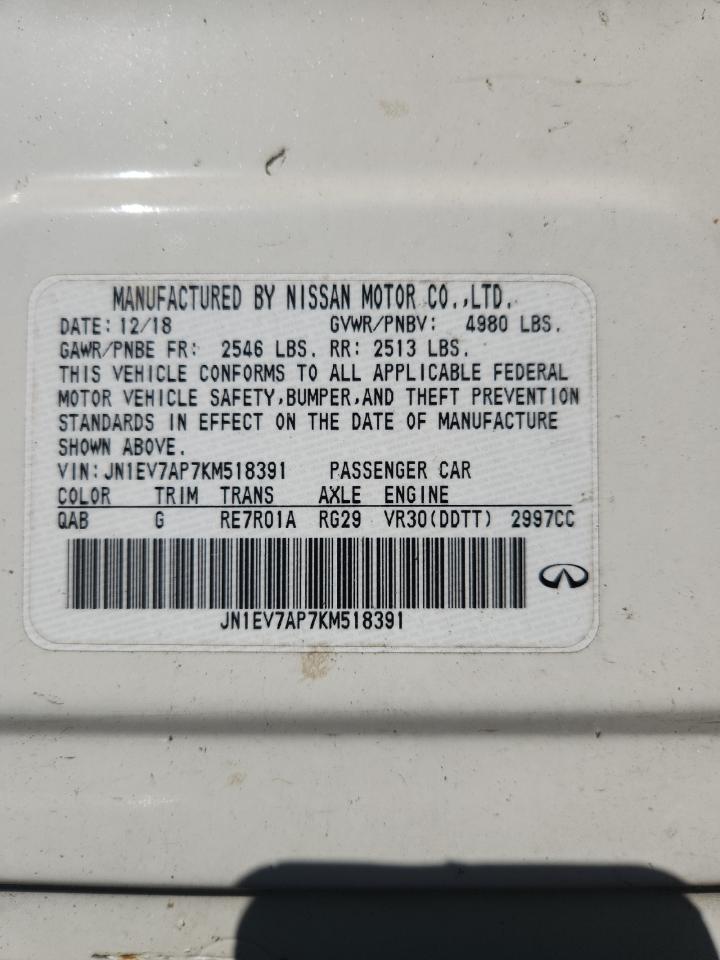 MANUFACTURED BY NISSAN MOTOR CO.,LTD.
DATE: 12/18 GVWR/PNBV: 4980 LBS.
GAWR/PNBE FR: 2546 LBS. RR: 2513 LBS.
THIS VEHICLE CONFORMS TO ALL APPLICABLE FEDERAL
MOTOR VEHICLE SAFETY,BUMPER,AND THEFT PREVENTION
STANDARDS IN EFFECT ON THE DATE OF MANUFACTURE
SHOWN ABOVE.
VIN:JN1EV7AP7KM518391 PASSENGER CAR
COLOR TRIM TRANS AXLE ENGINE
QAB G RE7R01A RG29 VR30(DDTT) 2997CC
JN1EV7AP7KM518391